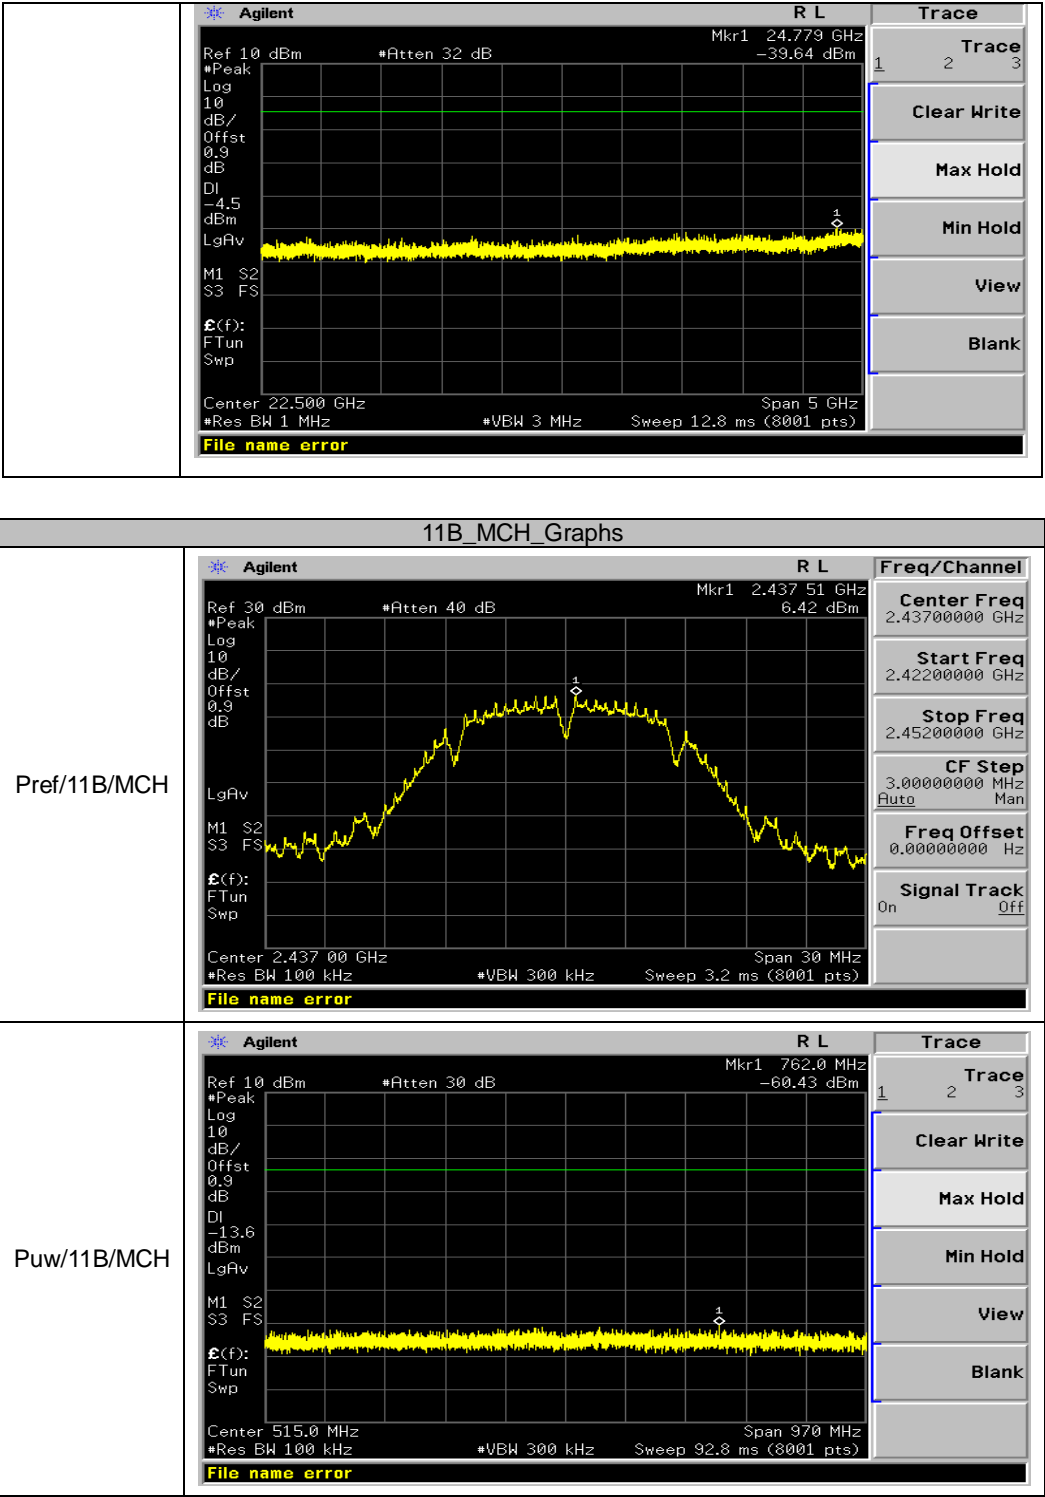 Agilent R L Trace
Mkr1 24.779 GHz
Ref 10 dBm #Atten 32 dB -39.64 dBm
#Peak
Log
10
dB/
Offst
0.9
dB
DI
-4.5
dBm
LgAv
M1 S2
S3 FS
£(f):
FTun
Swp
1
Center 22.500 GHz Span 5 GHz
#Res BW 1 MHz #VBW 3 MHz Sweep 12.8 ms (8001 pts)
File name error
Trace
1 2 3
Clear Write
Max Hold
Min Hold
View
Blank
11B_MCH_Graphs
Pref/11B/MCH
Agilent R L Freq/Channel
Mkr1 2.437 51 GHz
Ref 30 dBm #Atten 40 dB 6.42 dBm
#Peak
Log
10
dB/
Offst
0.9
dB
LgAv
M1 S2
S3 FS
£(f):
FTun
Swp
1
Center 2.437 00 GHz Span 30 MHz
#Res BW 100 kHz #VBW 300 kHz Sweep 3.2 ms (8001 pts)
File name error
Center Freq
2.43700000 GHz
Start Freq
2.42200000 GHz
Stop Freq
2.45200000 GHz
CF Step
3.00000000 MHz
Auto Man
Freq Offset
0.00000000 Hz
Signal Track
On Off
Puw/11B/MCH
Agilent R L Trace
Mkr1 762.0 MHz
Ref 10 dBm #Atten 30 dB -60.43 dBm
#Peak
Log
10
dB/
Offst
0.9
dB
DI
-13.6
dBm
LgAv
M1 S2
S3 FS
£(f):
FTun
Swp
1
Center 515.0 MHz Span 970 MHz
#Res BW 100 kHz #VBW 300 kHz Sweep 92.8 ms (8001 pts)
File name error
Trace
1 2 3
Clear Write
Max Hold
Min Hold
View
Blank